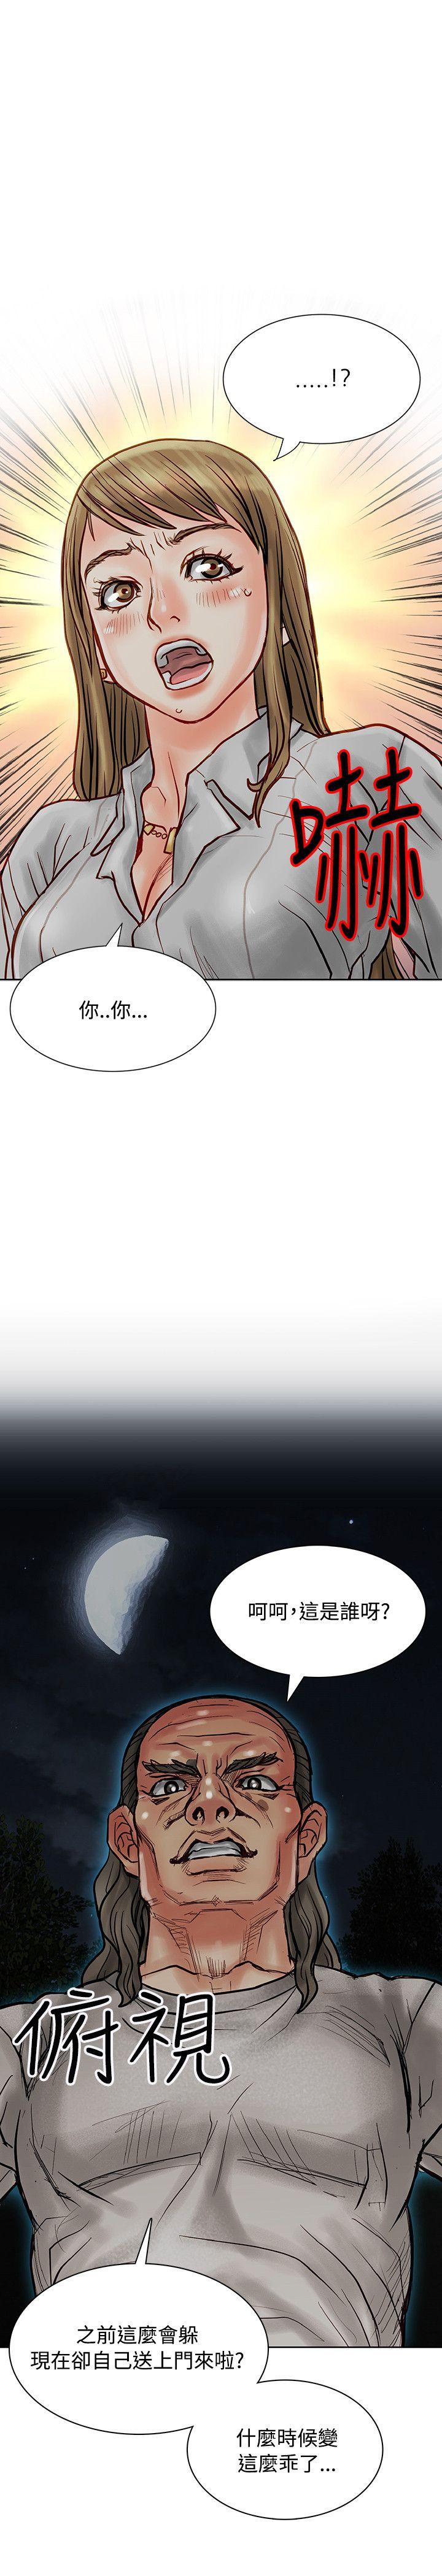 .....!?
嚇
你..你...
呵呵，這是誰呀?
俯視
之前這麼會躲
現在卻自己送上門來啦?
什麼時候變
這麼乖了...